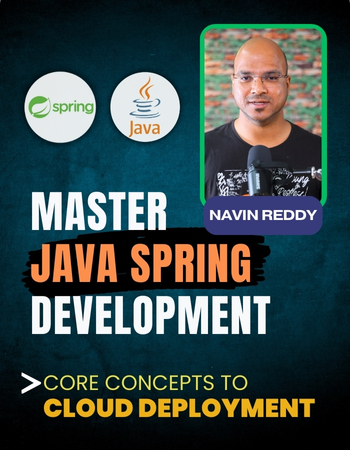 spring
Java
NAVIN REDDY
MASTER
JAVA SPRING
DEVELOPMENT
>CORE CONCEPTS TO
CLOUD DEPLOYMENT